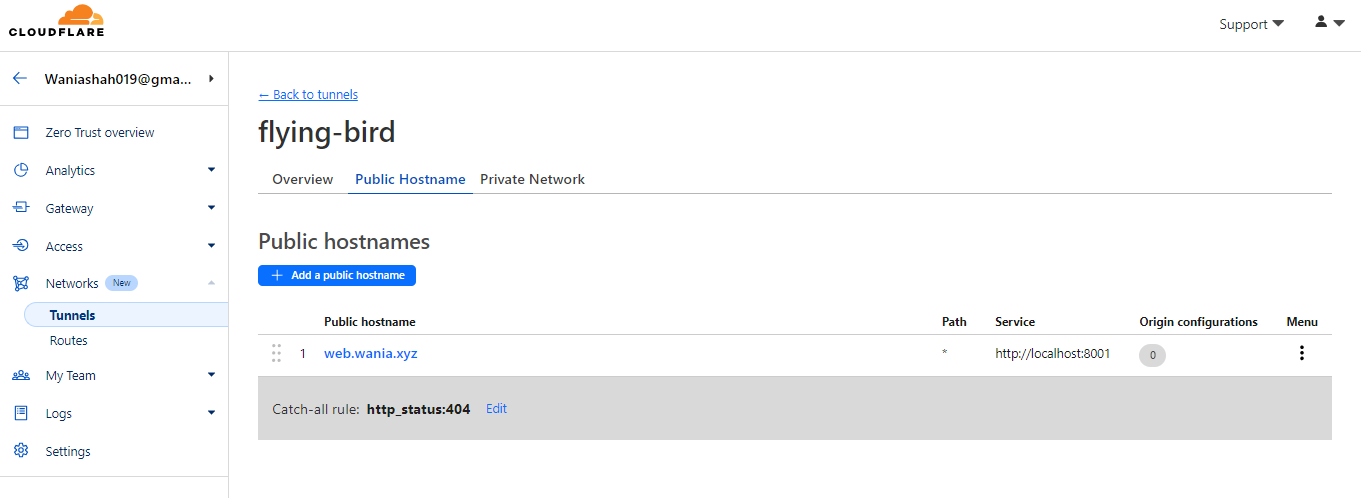 CLOUDFLARE
Support
Waniashah019@gma...
Zero Trust overview
Analytics
Gateway
Access
Networks New
Tunnels
Routes
My Team
Logs
Settings
← Back to tunnels
flying-bird
Overview Public Hostname Private Network
Public hostnames
+ Add a public hostname
Public hostname Path Service Origin configurations Menu
1 web.wania.xyz * http://localhost:8001 0
Catch-all rule: http_status:404 Edit